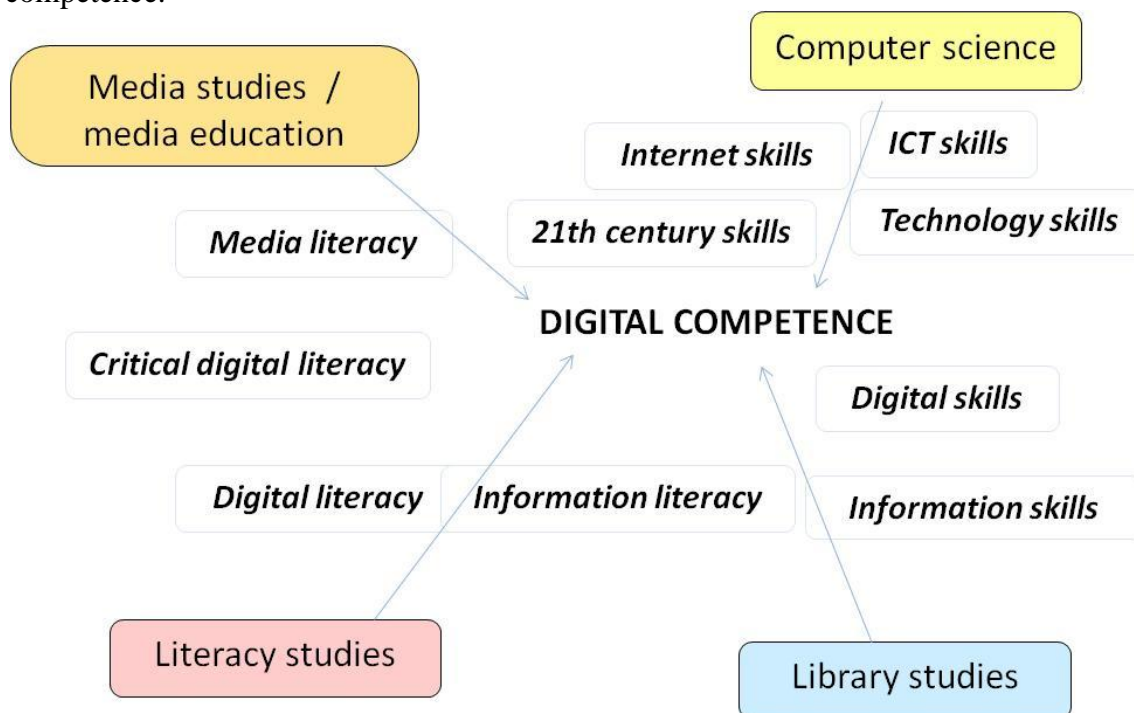 competence.
Computer science
Media studies /
media education
Internet skills
ICT skills
21th century skills
Technology skills
Media literacy
DIGITAL COMPETENCE
Critical digital literacy
Digital skills
Digital literacy
Information literacy
Information skills
Literacy studies
Library studies